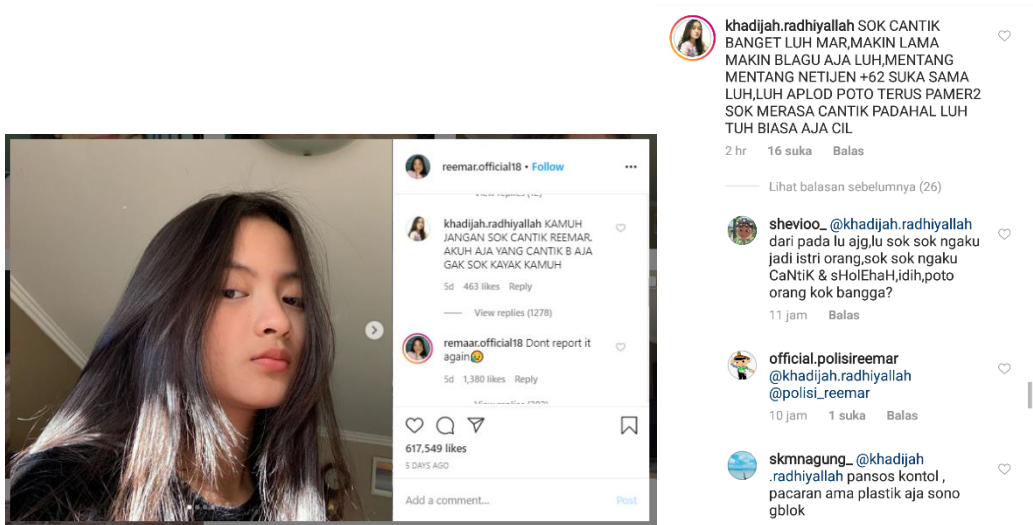 reemar.official18 • Follow
khadijah.radhiyallah KAMUH
JANGAN SOK CANTIK REEMAR.
AKUH AJA YANG CANTIK B AJA
GAK SOK KAYAK KAMUH
5d 463 likes Reply
View replies (1278)
remaar.official18 Dont report it
again
5d 1,380 likes Reply
617,549 likes
5 DAYS AGO
Add a comment... Post
khadijah.radhiyallah SOK CANTIK
BANGET LUH MAR,MAKIN LAMA
MAKIN BLAGU AJA LUH,MENTANG
MENTANG NETIJEN +62 SUKA SAMA
LUH,LUH APLOD POTO TERUS PAMER2
SOK MERASA CANTIK PADAHAL LUH
TUH BIASA AJA CIL
2 hr 16 suka Balas
Lihat balasan sebelumnya (26)
shevioo_ @khadijah.radhiyallah
dari pada lu ajg,lu sok sok ngaku
jadi istri orang,sok sok ngaku
CaNtiK & sHolEhaH,idih,poto
orang kok bangga?
11 jam Balas
official.polisireemar
@khadijah.radhiyallah
@polisi_reemar
10 jam 1 suka Balas
skmnagung_ @khadijah
.radhiyallah pansos kontol ,
pacaran ama plastik aja sono
gblok